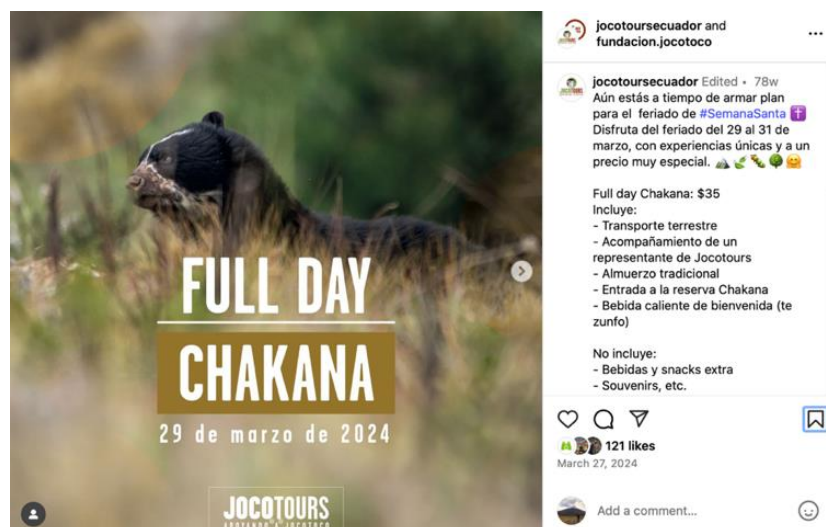 FULL DAY
CHAKANA
29 de marzo de 2024
JOCOTOURS
jocotoursecuador and
fundacion.jocotoco
jocotoursecuador Edited • 78w
Aún estás a tiempo de armar plan
para el feriado de #SemanaSanta ✝️
Disfruta del feriado del 29 al 31 de
marzo, con experiencias únicas y a un
precio muy especial. 🏔️🍃🐛🌳🤗
Full day Chakana: $35
Incluye:
- Transporte terrestre
- Acompañamiento de un
representante de Jocotours
- Almuerzo tradicional
- Entrada a la reserva Chakana
- Bebida caliente de bienvenida (te
zunfo)
No incluye:
- Bebidas y snacks extra
- Souvenirs, etc.
121 likes
March 27, 2024
Add a comment...